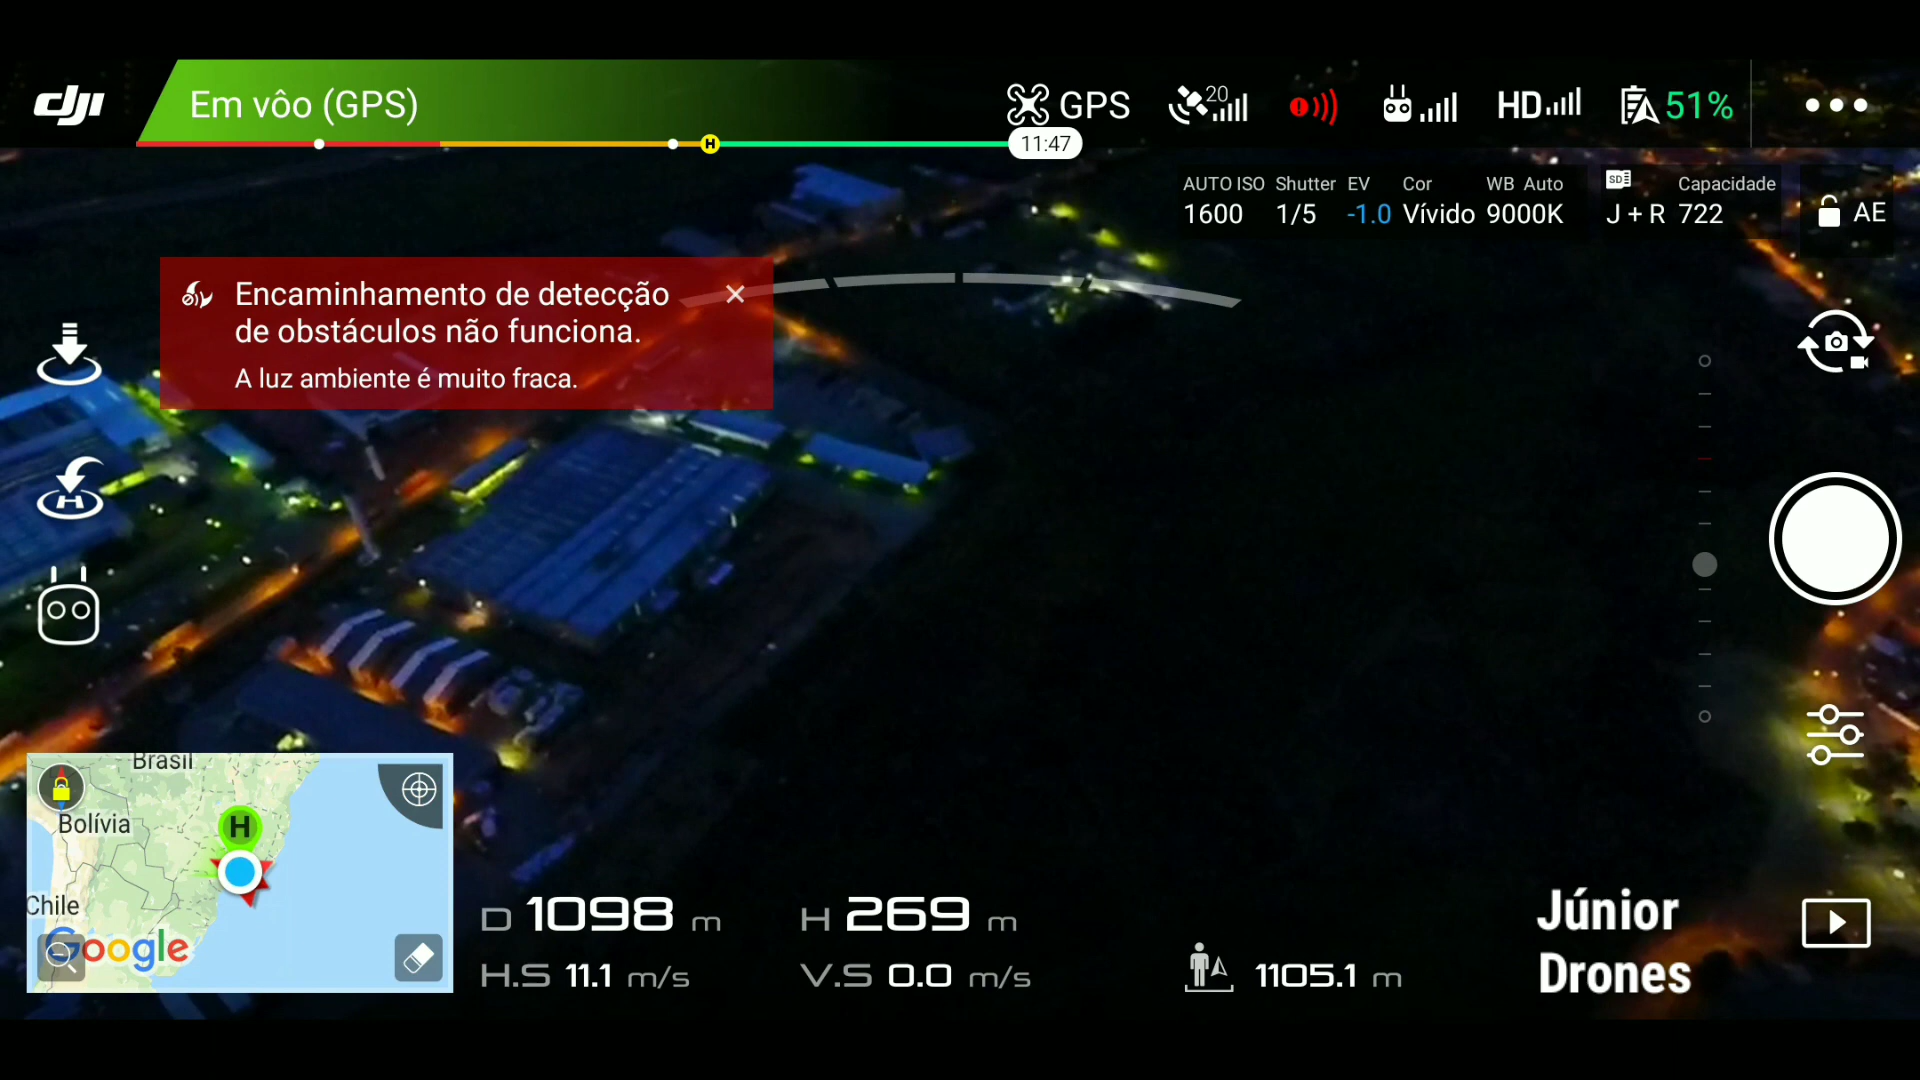 dji
Em vôo (GPS)
GPS
20
HD
51%
11:47
AUTO ISO Shutter EV Cor WB Auto
1600 1/5 -1.0 Vívido 9000K
SD
Capacidade
J + R 722
AE
Encaminhamento de detecção
de obstáculos não funciona.
A luz ambiente é muito fraca.
H
H
Brasil
Bolívia
H
Chile
Google
D 1098 m
H 269 m
H.S 11.1 m/s
V.S 0.0 m/s
1105.1 m
Júnior
Drones